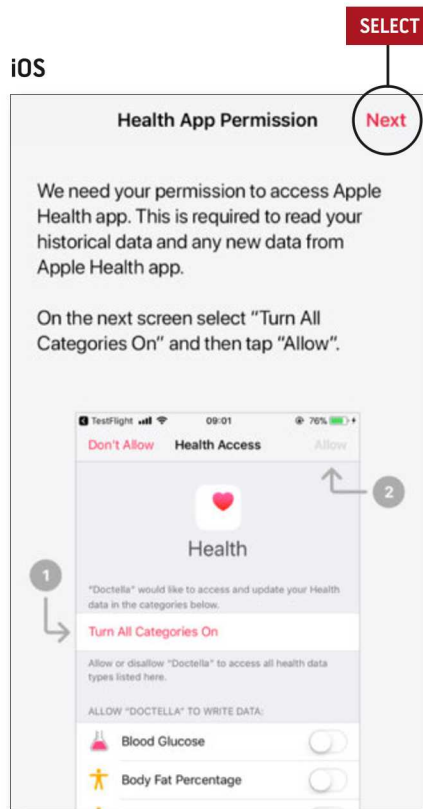 SELECT
iOS
Health App Permission
Next
We need your permission to access Apple
Health app. This is required to read your
historical data and any new data from
Apple Health app.
On the next screen select “Turn All
Categories On” and then tap “Allow”.
TestFlight 09:01 76%
Don't Allow Health Access Allow
2
Health
1
"Doctella" would like to access and update your Health
data in the categories below.
Turn All Categories On
Allow or disallow "Doctella" to access all health data
types listed here.
ALLOW "DOCTELLA" TO WRITE DATA:
Blood Glucose
Body Fat Percentage